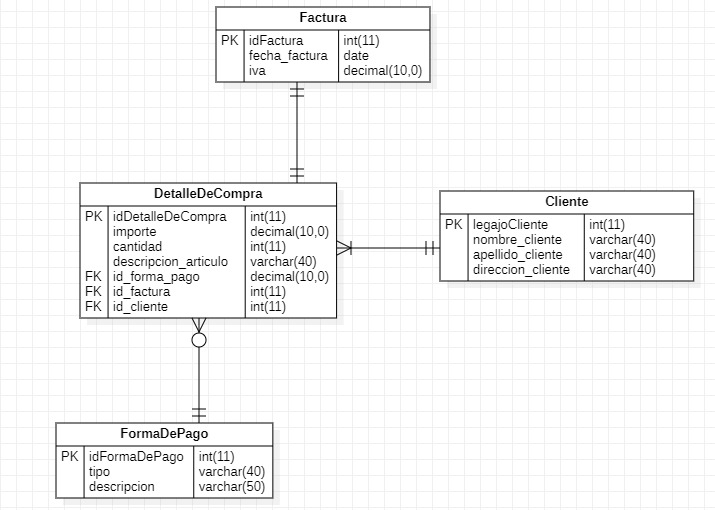 Factura
PK idFactura int(11)
fecha_factura date
iva decimal(10,0)
DetalleDeCompra
PK idDetalleDeCompra int(11)
importe decimal(10,0)
cantidad int(11)
descripcion_articulo varchar(40)
FK id_forma_pago decimal(10,0)
FK id_factura int(11)
FK id_cliente int(11)
Cliente
PK legajoCliente int(11)
nombre_cliente varchar(40)
apellido_cliente varchar(40)
direccion_cliente varchar(40)
FormaDePago
PK idFormaDePago int(11)
tipo varchar(40)
descripcion varchar(50)